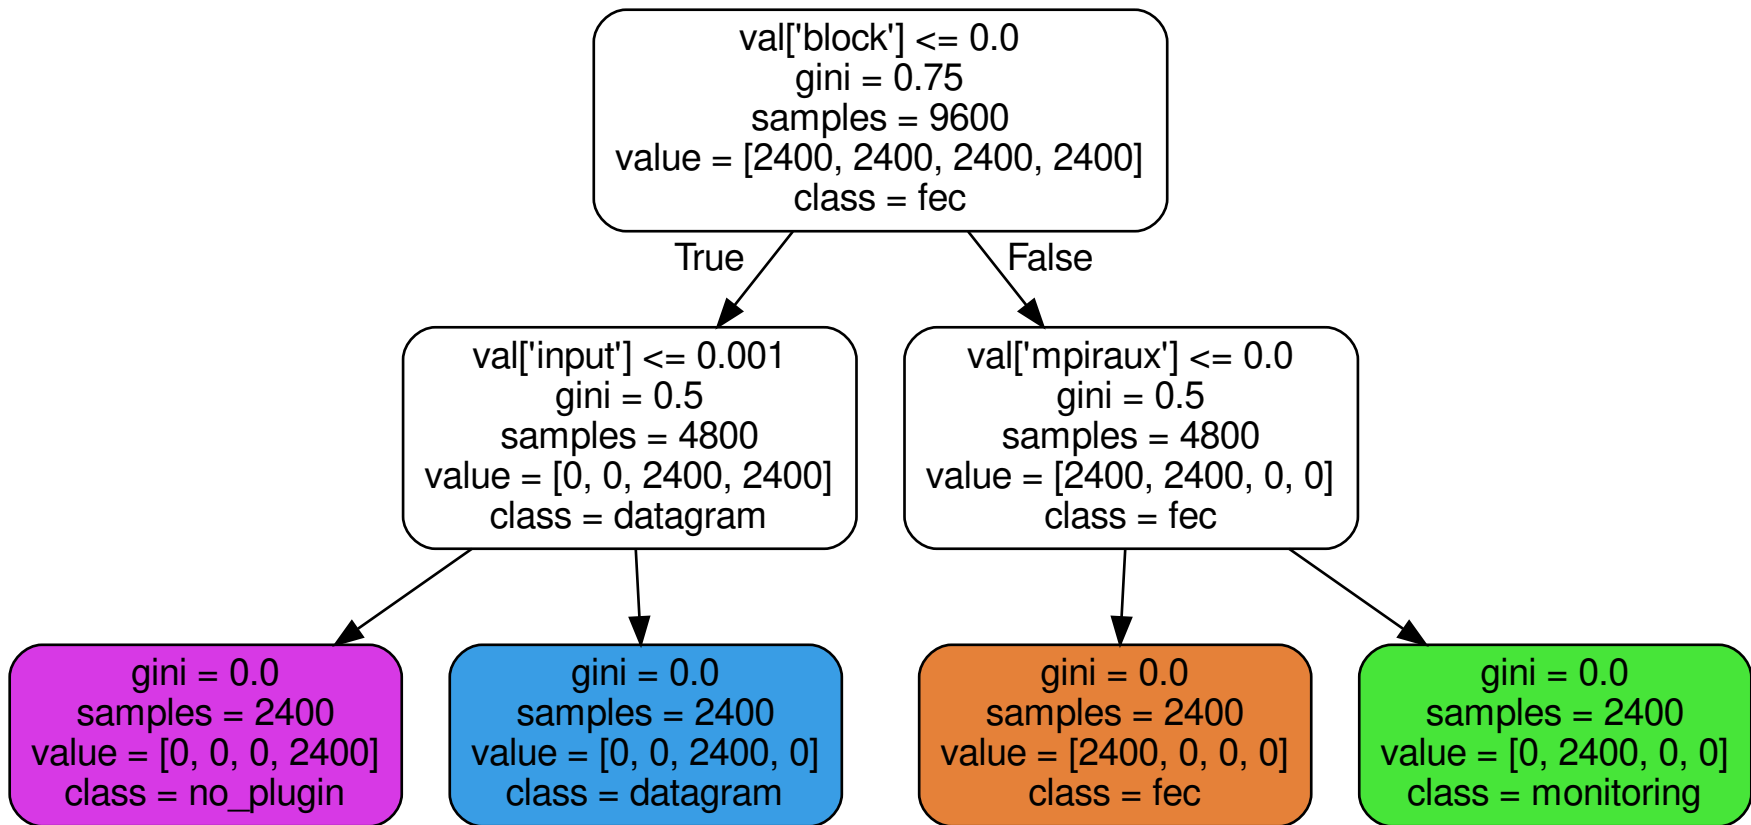 val['block'] <= 0.0
gini = 0.75
samples = 9600
value = [2400, 2400, 2400, 2400]
class = fec
True
False
val['input'] <= 0.001
gini = 0.5
samples = 4800
value = [0, 0, 2400, 2400]
class = datagram
val['mpiraux'] <= 0.0
gini = 0.5
samples = 4800
value = [2400, 2400, 0, 0]
class = fec
gini = 0.0
samples = 2400
value = [0, 0, 0, 2400]
class = no_plugin
gini = 0.0
samples = 2400
value = [0, 0, 2400, 0]
class = datagram
gini = 0.0
samples = 2400
value = [2400, 0, 0, 0]
class = fec
gini = 0.0
samples = 2400
value = [0, 2400, 0, 0]
class = monitoring